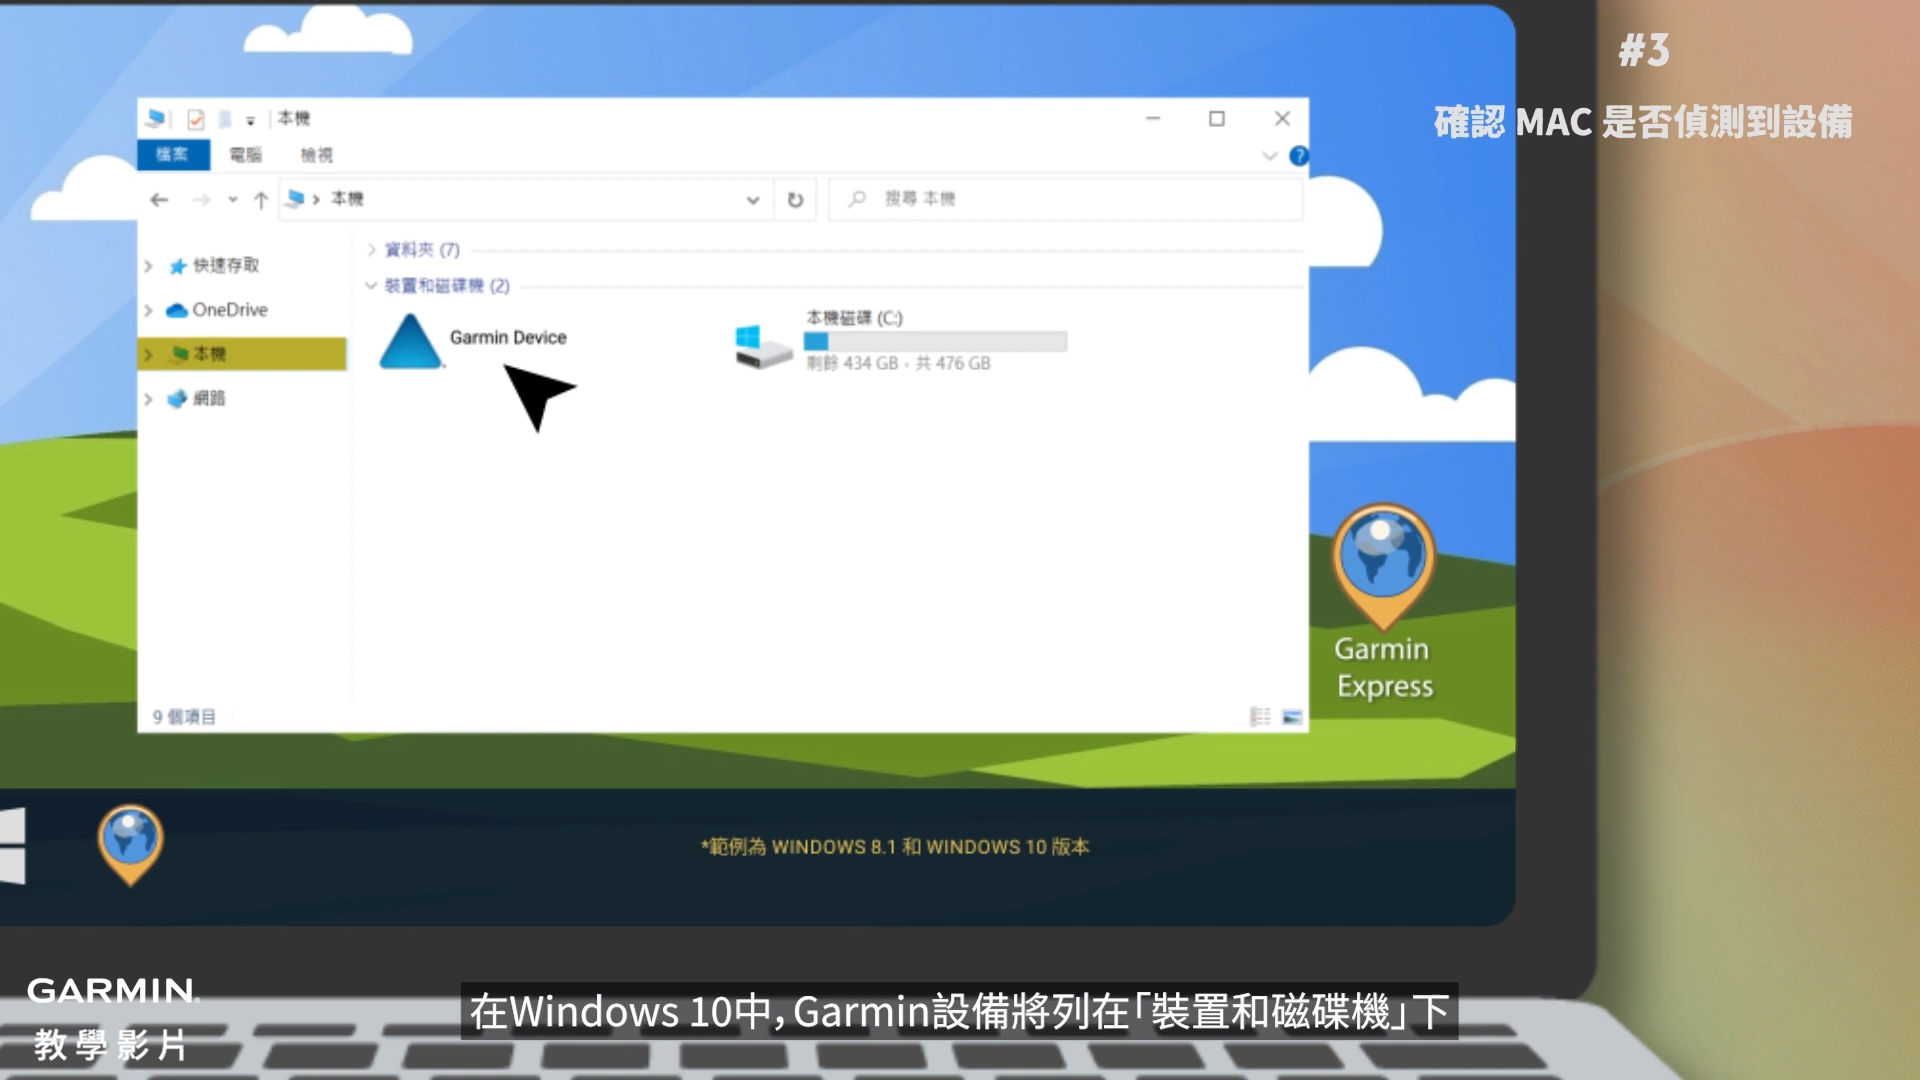 #3
確認 MAC 是否偵測到設備
本機
檔案 電腦 檢視
本機
搜尋 本機
快速存取
OneDrive
本機
網路
資料夾 (7)
裝置和磁碟機 (2)
Garmin Device
本機磁碟 (C:)
剩餘 434 GB，共 476 GB
9 個項目
Garmin
Express
*範例為 WINDOWS 8.1 和 WINDOWS 10 版本
GARMIN
教學影片
在Windows 10中，Garmin設備將列在「裝置和磁碟機」下